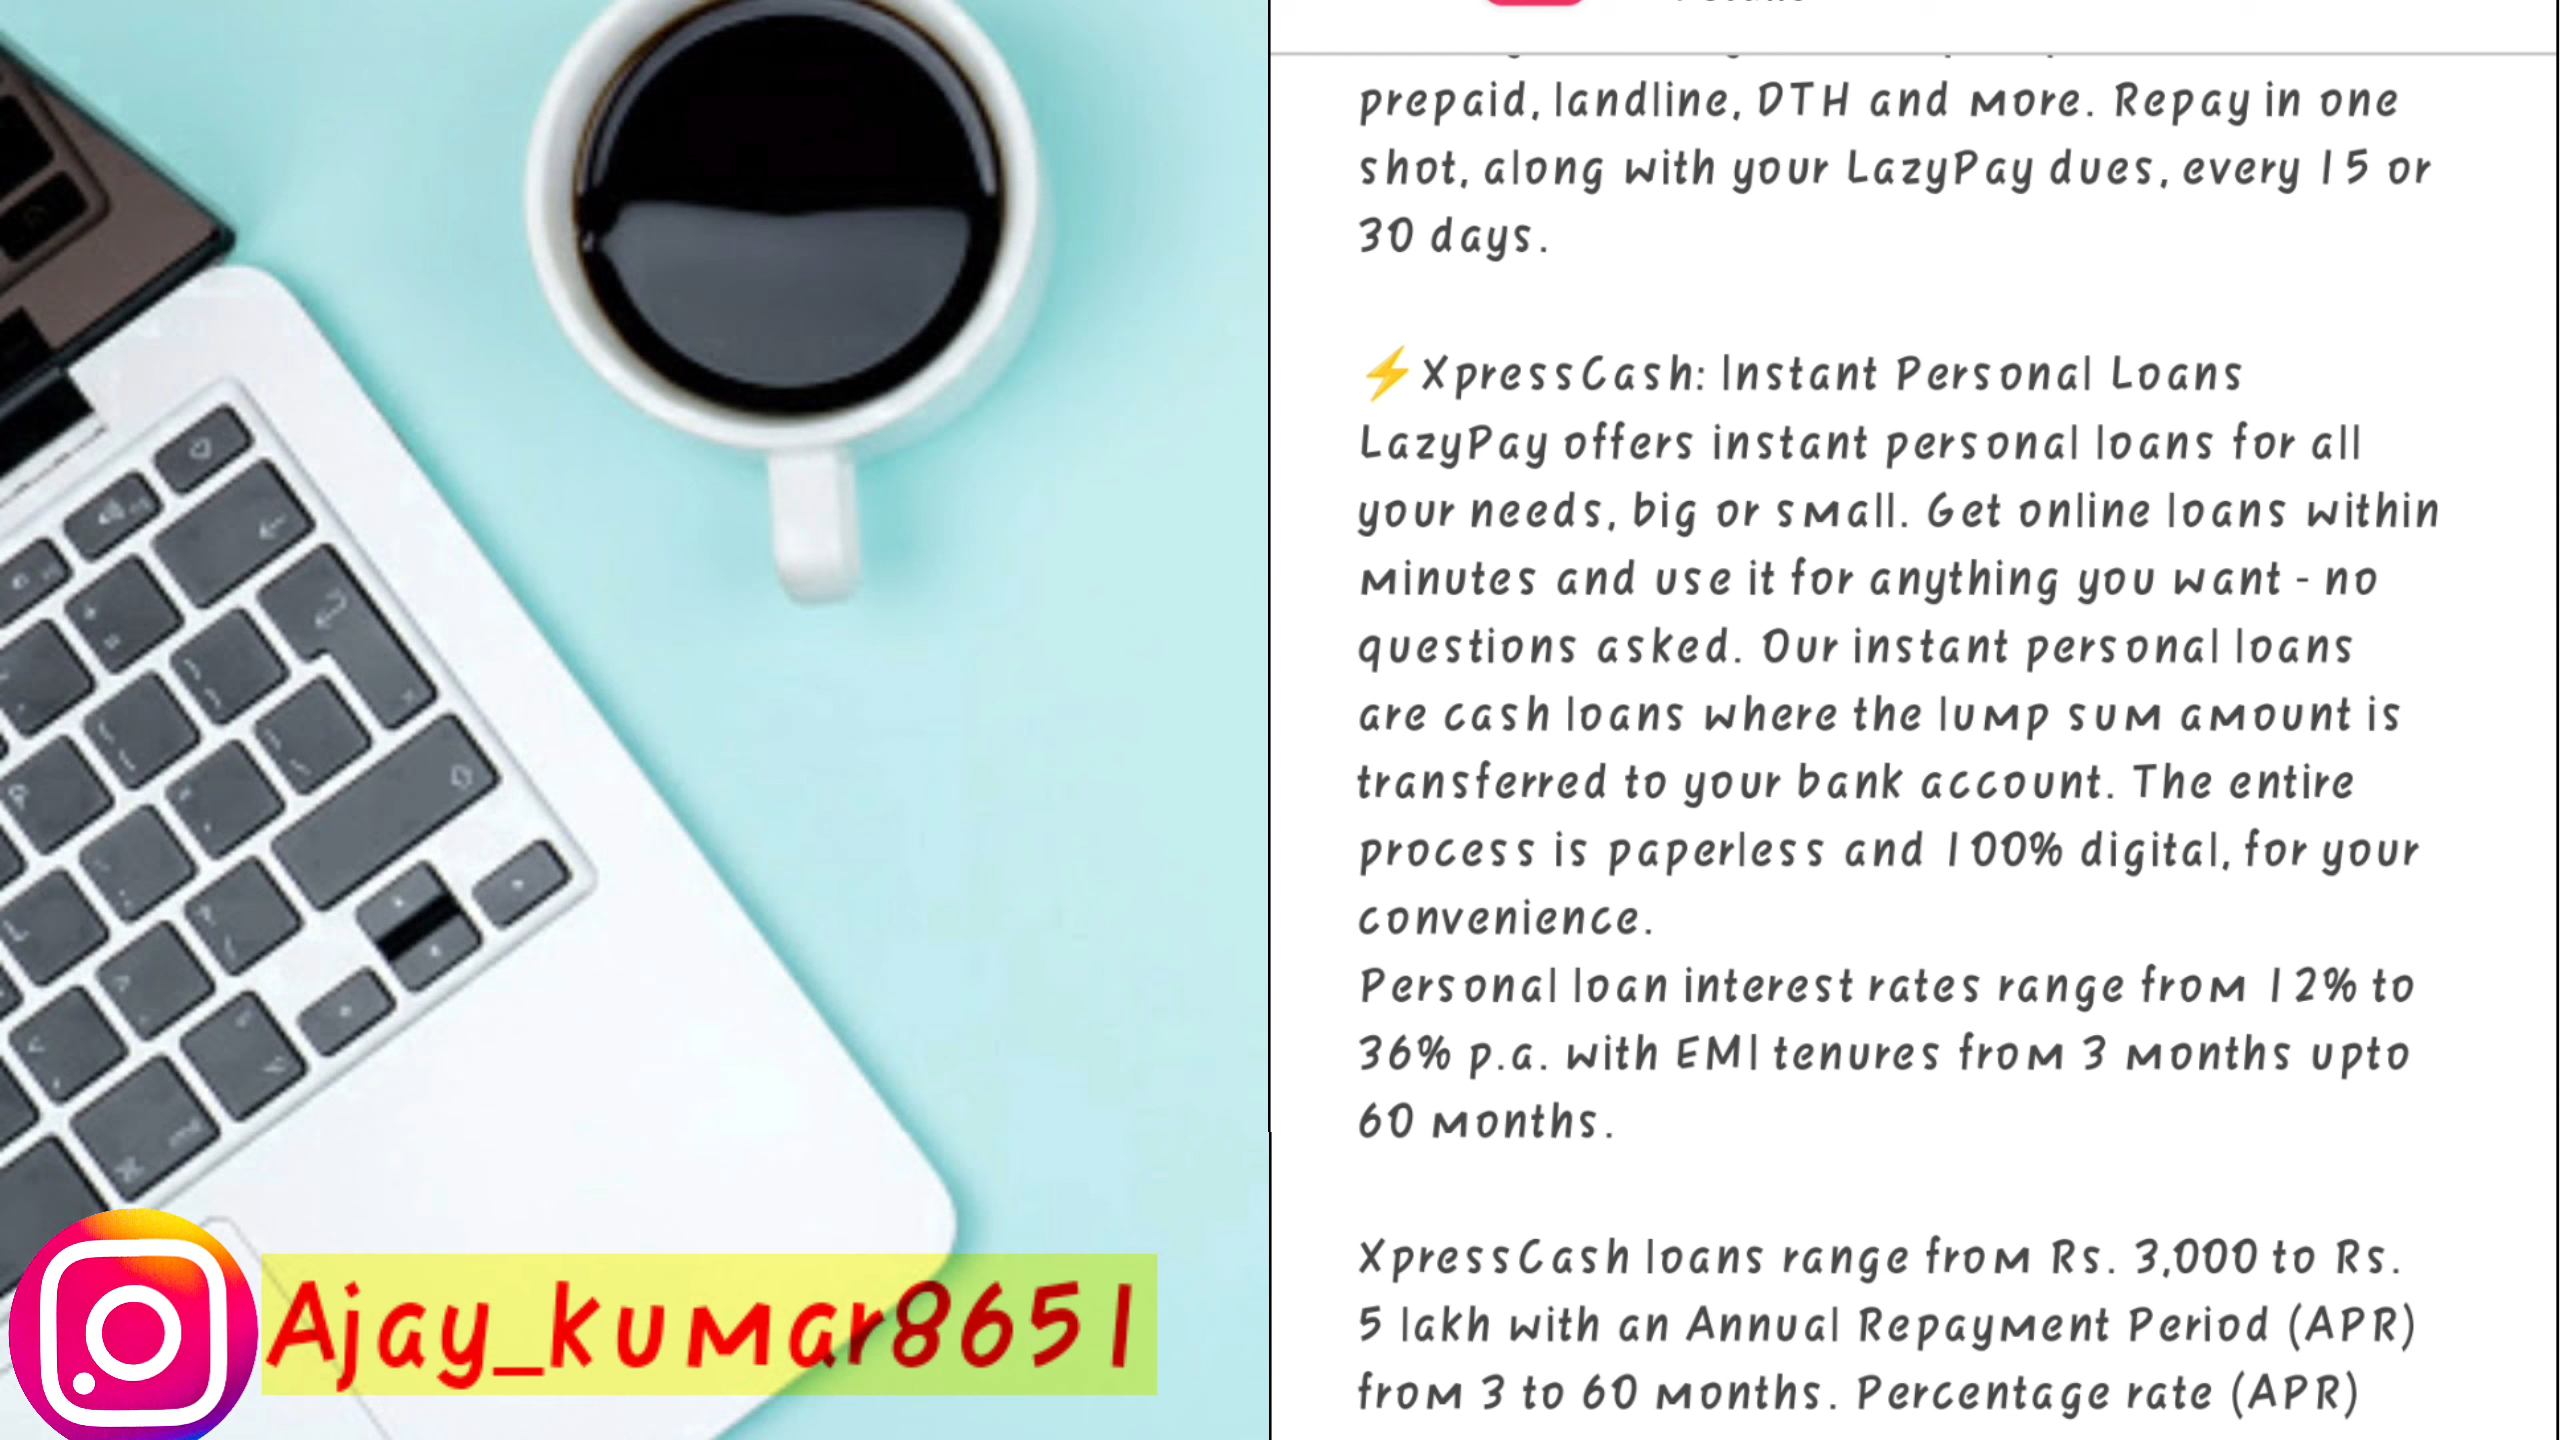 prepaid, landline, DTH and more. Repay in one
shot, along with your LazyPay dues, every 15 or
30 days.
⚡XpressCash: Instant Personal Loans
LazyPay offers instant personal loans for all
your needs, big or small. Get online loans within
minutes and use it for anything you want - no
questions asked. Our instant personal loans
are cash loans where the lump sum amount is
transferred to your bank account. The entire
process is paperless and 100% digital, for your
convenience.
Personal loan interest rates range from 12% to
36% p.a. with EMI tenures from 3 months upto
60 months.
XpressCash loans range from Rs. 3,000 to Rs.
5 lakh with an Annual Repayment Period (APR)
from 3 to 60 months. Percentage rate (APR)
Ajay_kumar8651